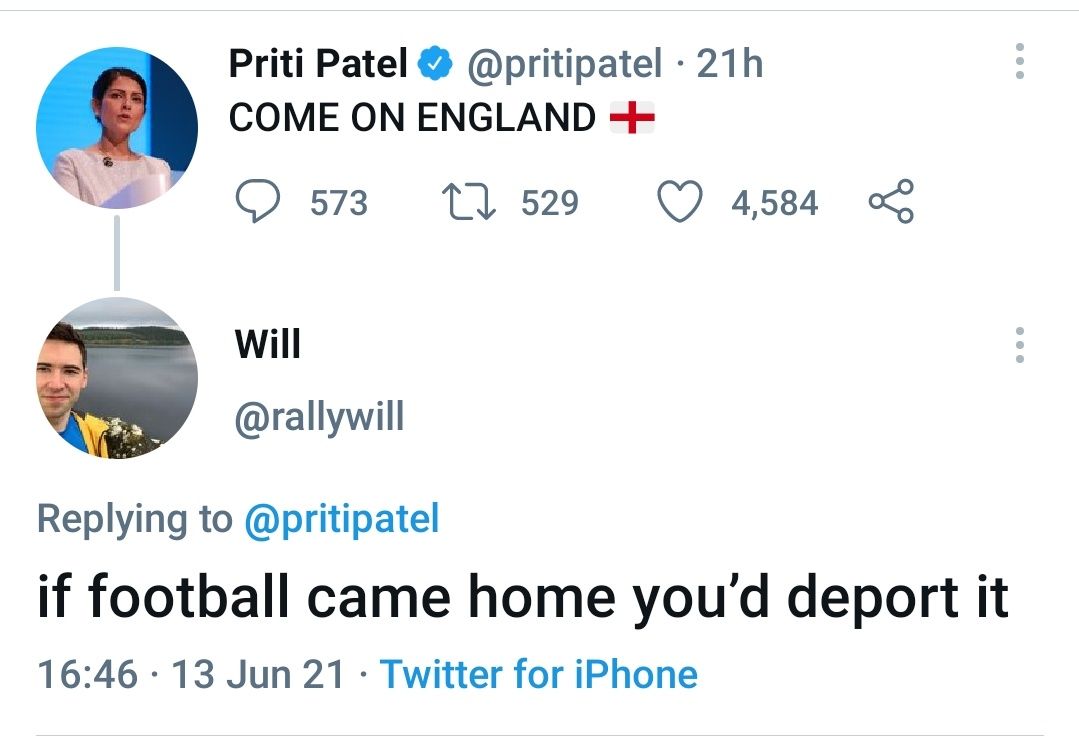 Priti Patel @pritipatel · 21h
COME ON ENGLAND 🏴󠁧󠁢󠁥󠁮󠁧󠁿
573 529 4,584
Will
@rallywill
Replying to @pritipatel
if football came home you’d deport it
16:46 · 13 Jun 21 · Twitter for iPhone